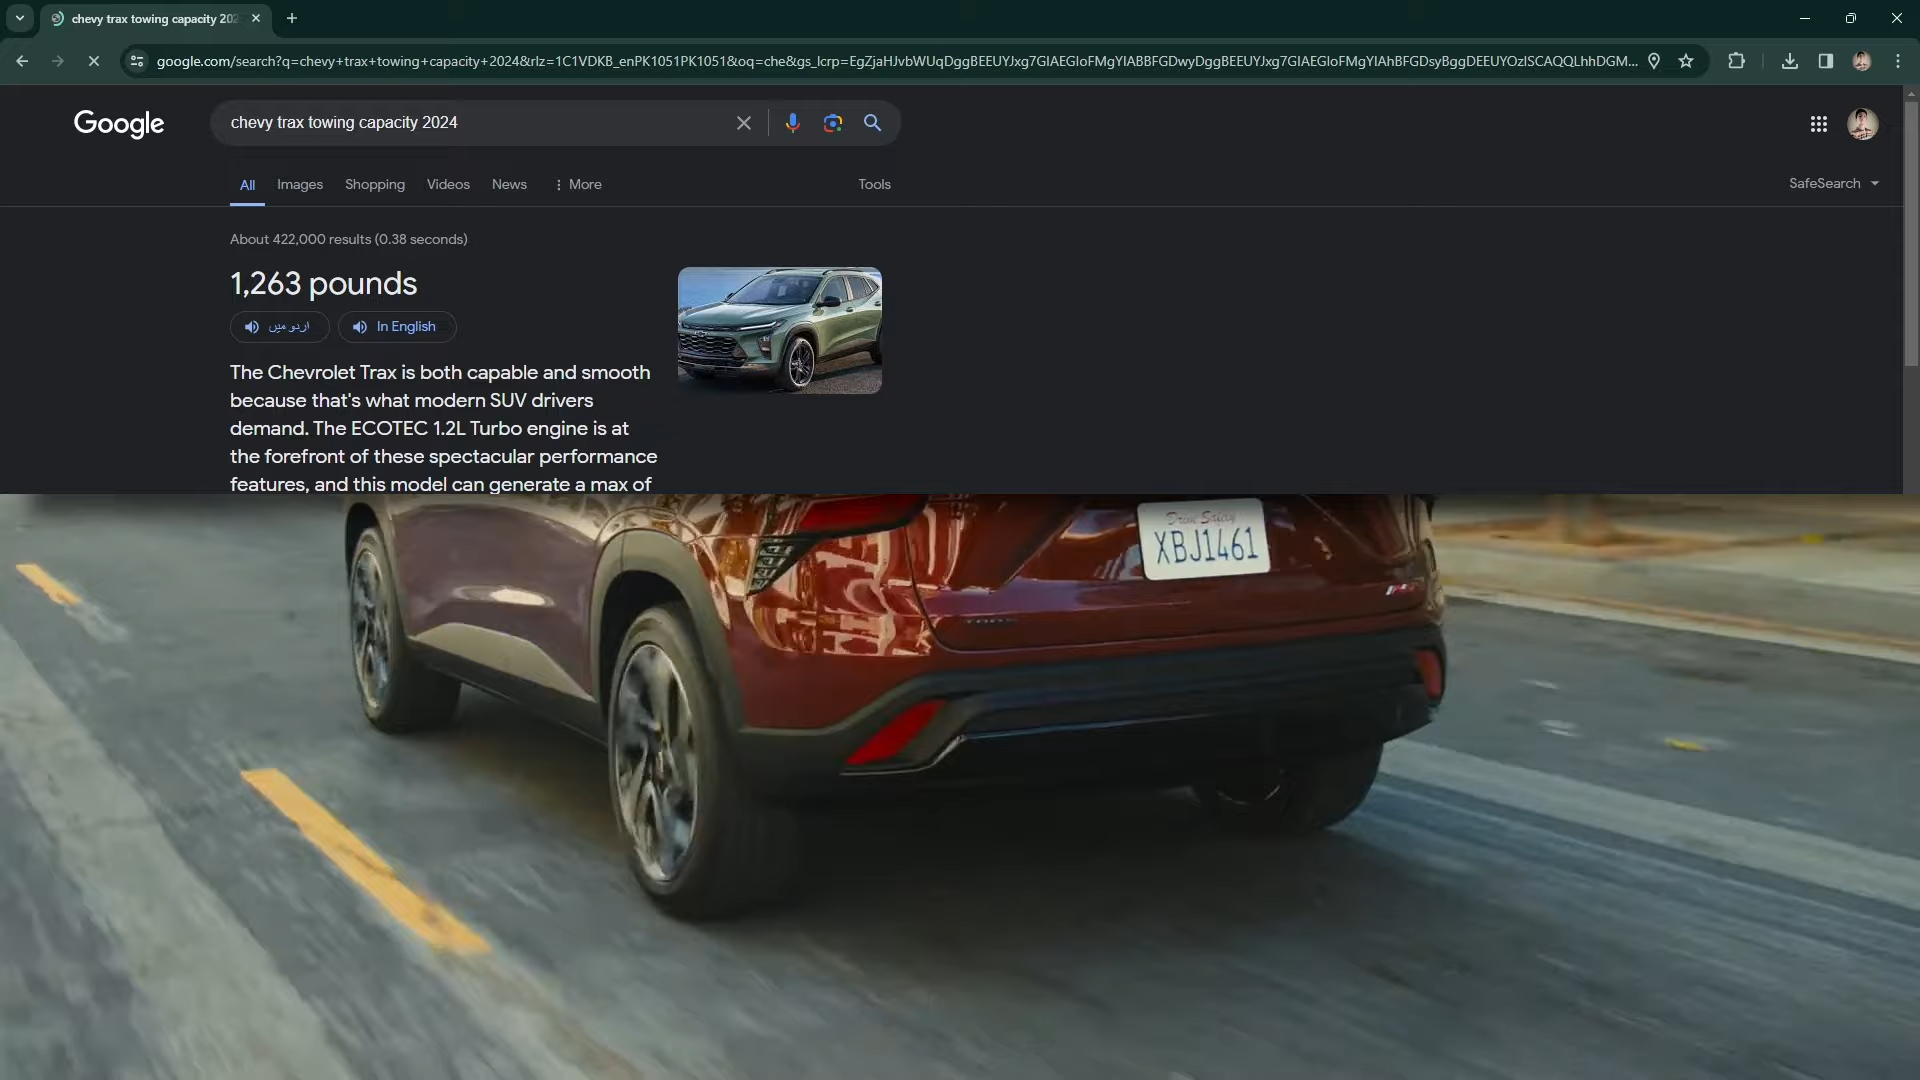 chevy trax towing capacity 202
google.com/search?q=chevy+trax+towing+capacity+2024&rlz=1C1VDKB_enPK1051PK1051&oq=che&gs_lcrp=EgZjaHJvbWUqDggBEEUYJxg7GIAEGIoFMgYIABBFGDwyDggBEEUYJxg7GIAEGIoFMgYIAhBFGDsyBggDEEUYOzISCAQQLhhDGM...
Google
chevy trax towing capacity 2024
All Images Shopping Videos News More Tools SafeSearch
About 422,000 results (0.38 seconds)
1,263 pounds
اردو میں In English
The Chevrolet Trax is both capable and smooth
because that's what modern SUV drivers
demand. The ECOTEC 1.2L Turbo engine is at
the forefront of these spectacular performance
features, and this model can generate a max of
Drive Safely
XBJ1461
TRAX